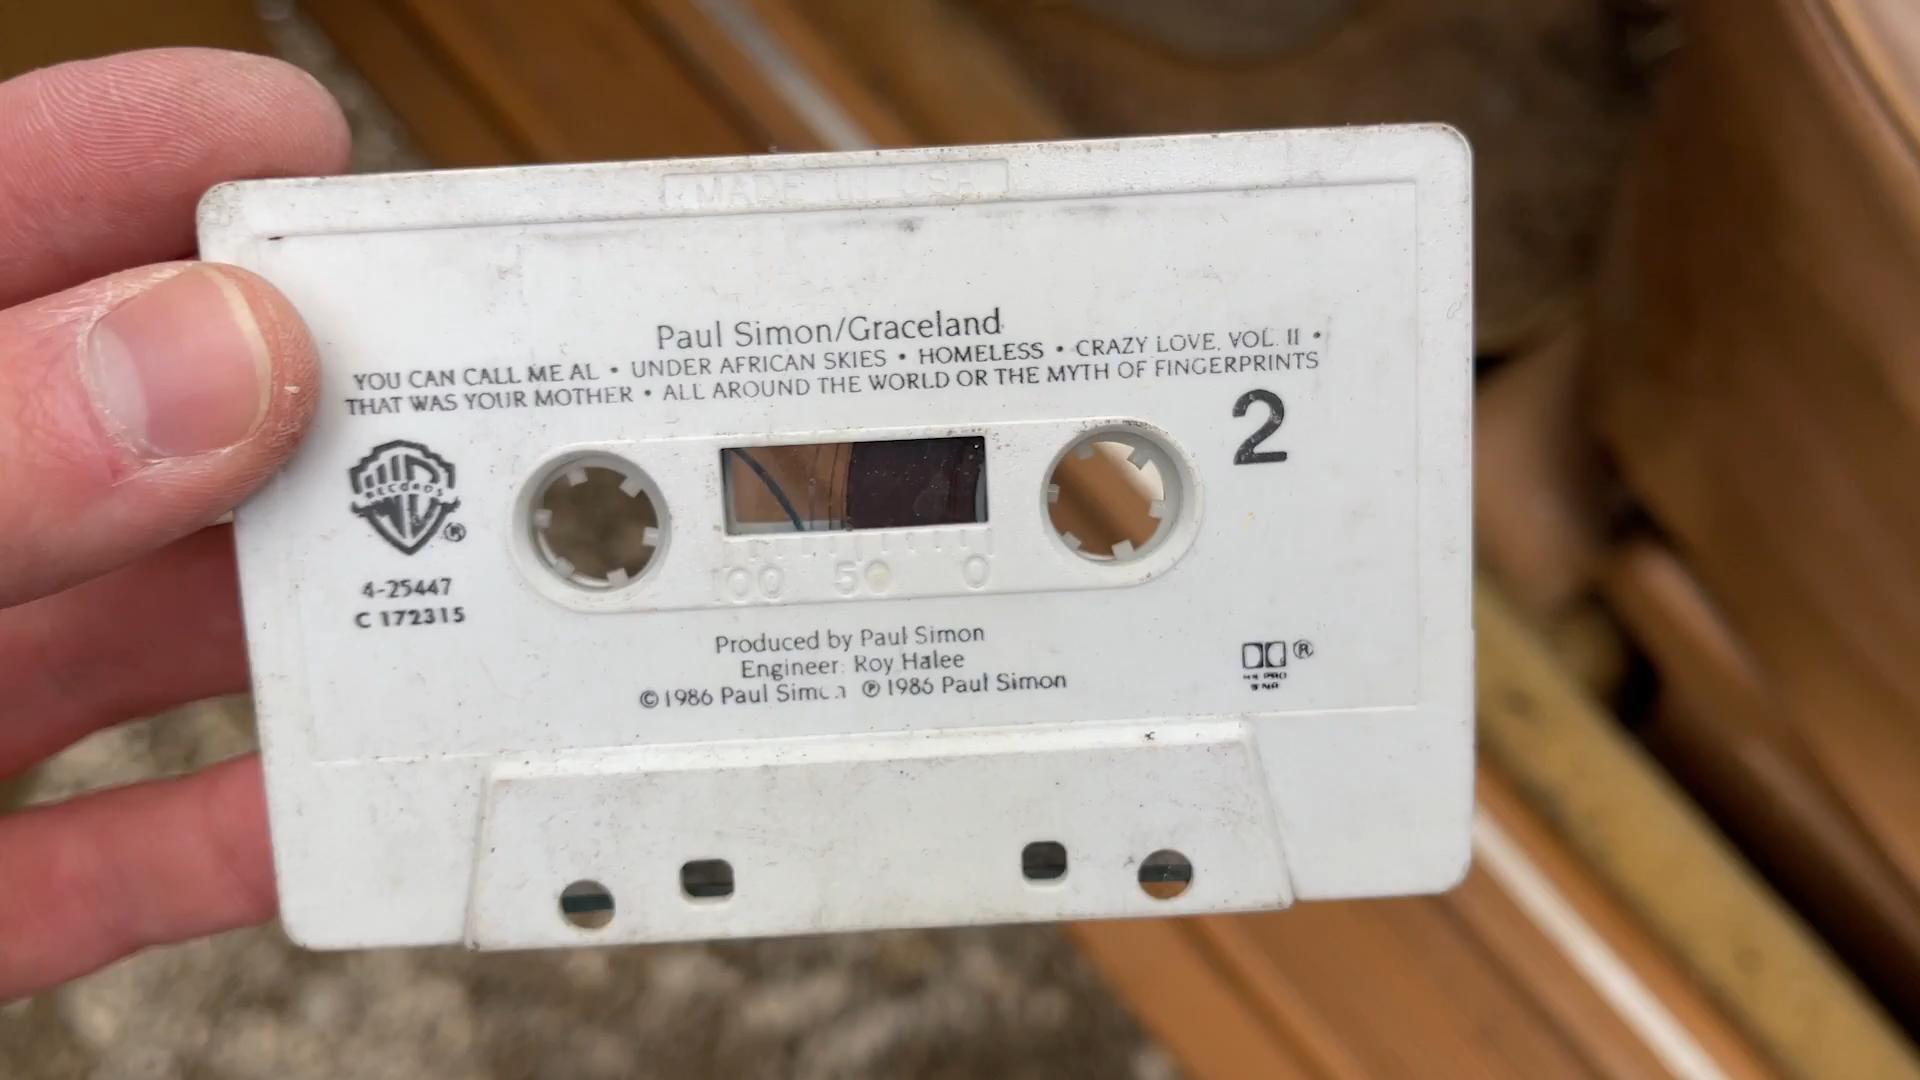 MADE IN USA
Paul Simon/Graceland
YOU CAN CALL ME AL • UNDER AFRICAN SKIES • HOMELESS • CRAZY LOVE, VOL. II •
THAT WAS YOUR MOTHER • ALL AROUND THE WORLD OR THE MYTH OF FINGERPRINTS
2
RECORDS
®
4-25447
C 172315
100 50 0
Produced by Paul Simon
Engineer: Roy Halee
©1986 Paul Simon ℗1986 Paul Simon
®
HX PRO